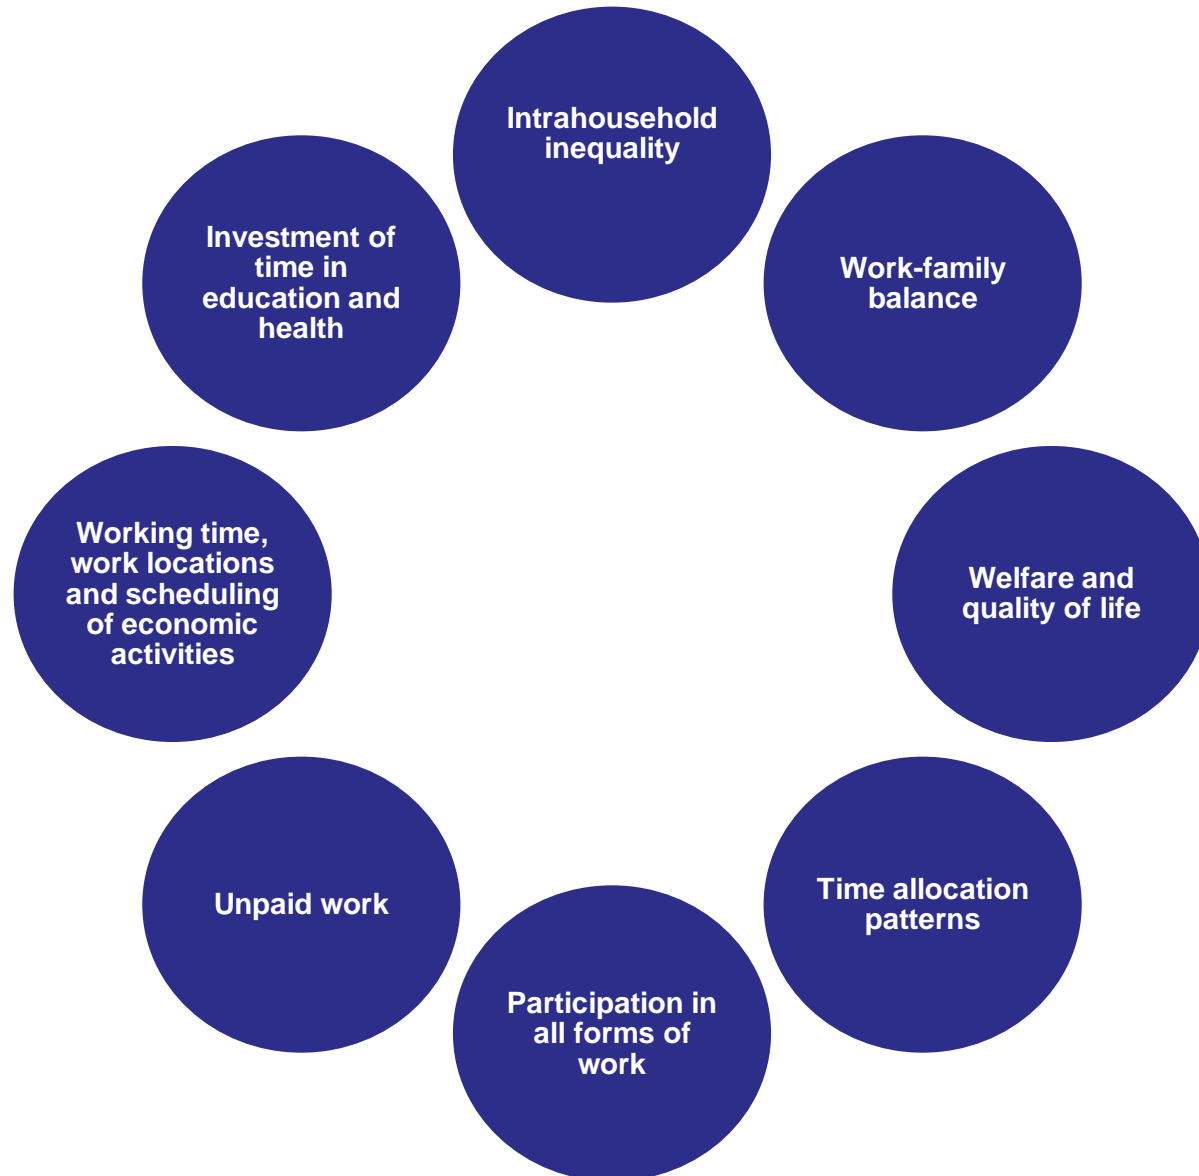 Intrahousehold
inequality
Work-family
balance
Welfare and
quality of life
Time allocation
patterns
Participation in
all forms of
work
Unpaid work
Working time,
work locations
and scheduling
of economic
activities
Investment of
time in
education and
health